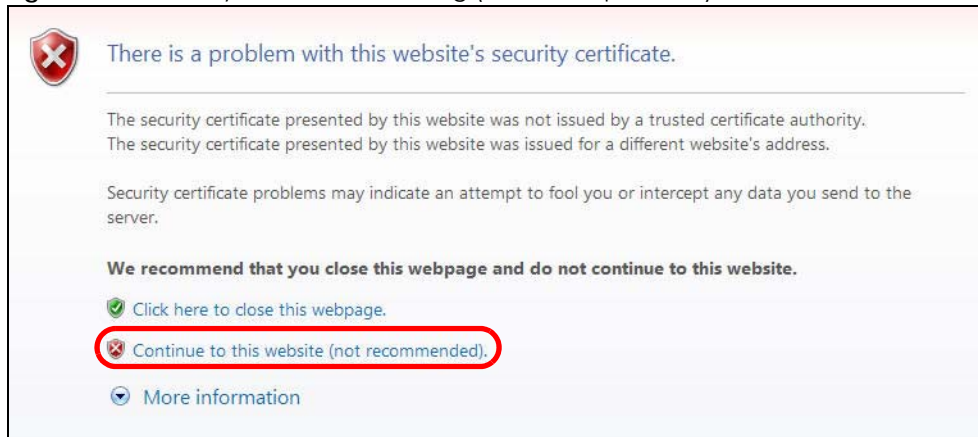 There is a problem with this website's security certificate.
The security certificate presented by this website was not issued by a trusted certificate authority.
The security certificate presented by this website was issued for a different website's address.
Security certificate problems may indicate an attempt to fool you or intercept any data you send to the
server.
We recommend that you close this webpage and do not continue to this website.
Click here to close this webpage.
Continue to this website (not recommended).
More information